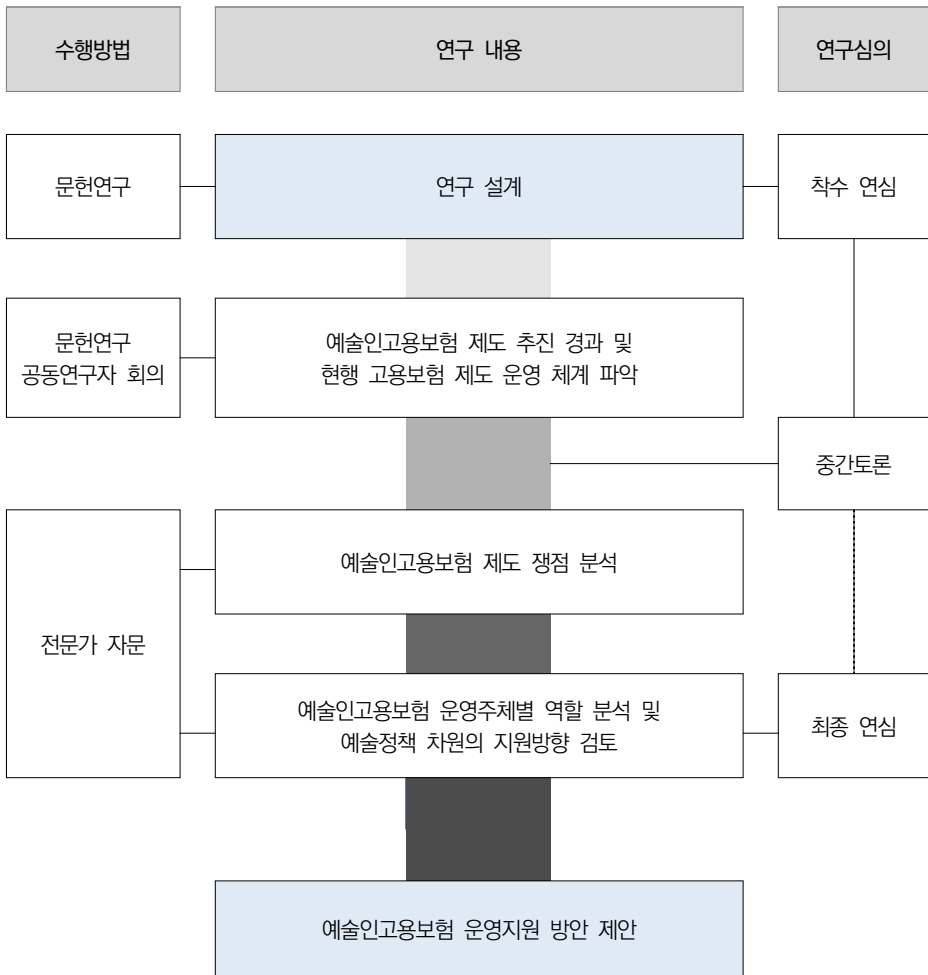 수행방법
연구 내용
연구심의
문헌연구
연구 설계
착수 연심
문헌연구
공동연구자 회의
예술인고용보험 제도 추진 경과 및
현행 고용보험 제도 운영 체계 파악
중간토론
전문가 자문
예술인고용보험 제도 쟁점 분석
예술인고용보험 운영주체별 역할 분석 및
예술정책 차원의 지원방향 검토
최종 연심
예술인고용보험 운영지원 방안 제안